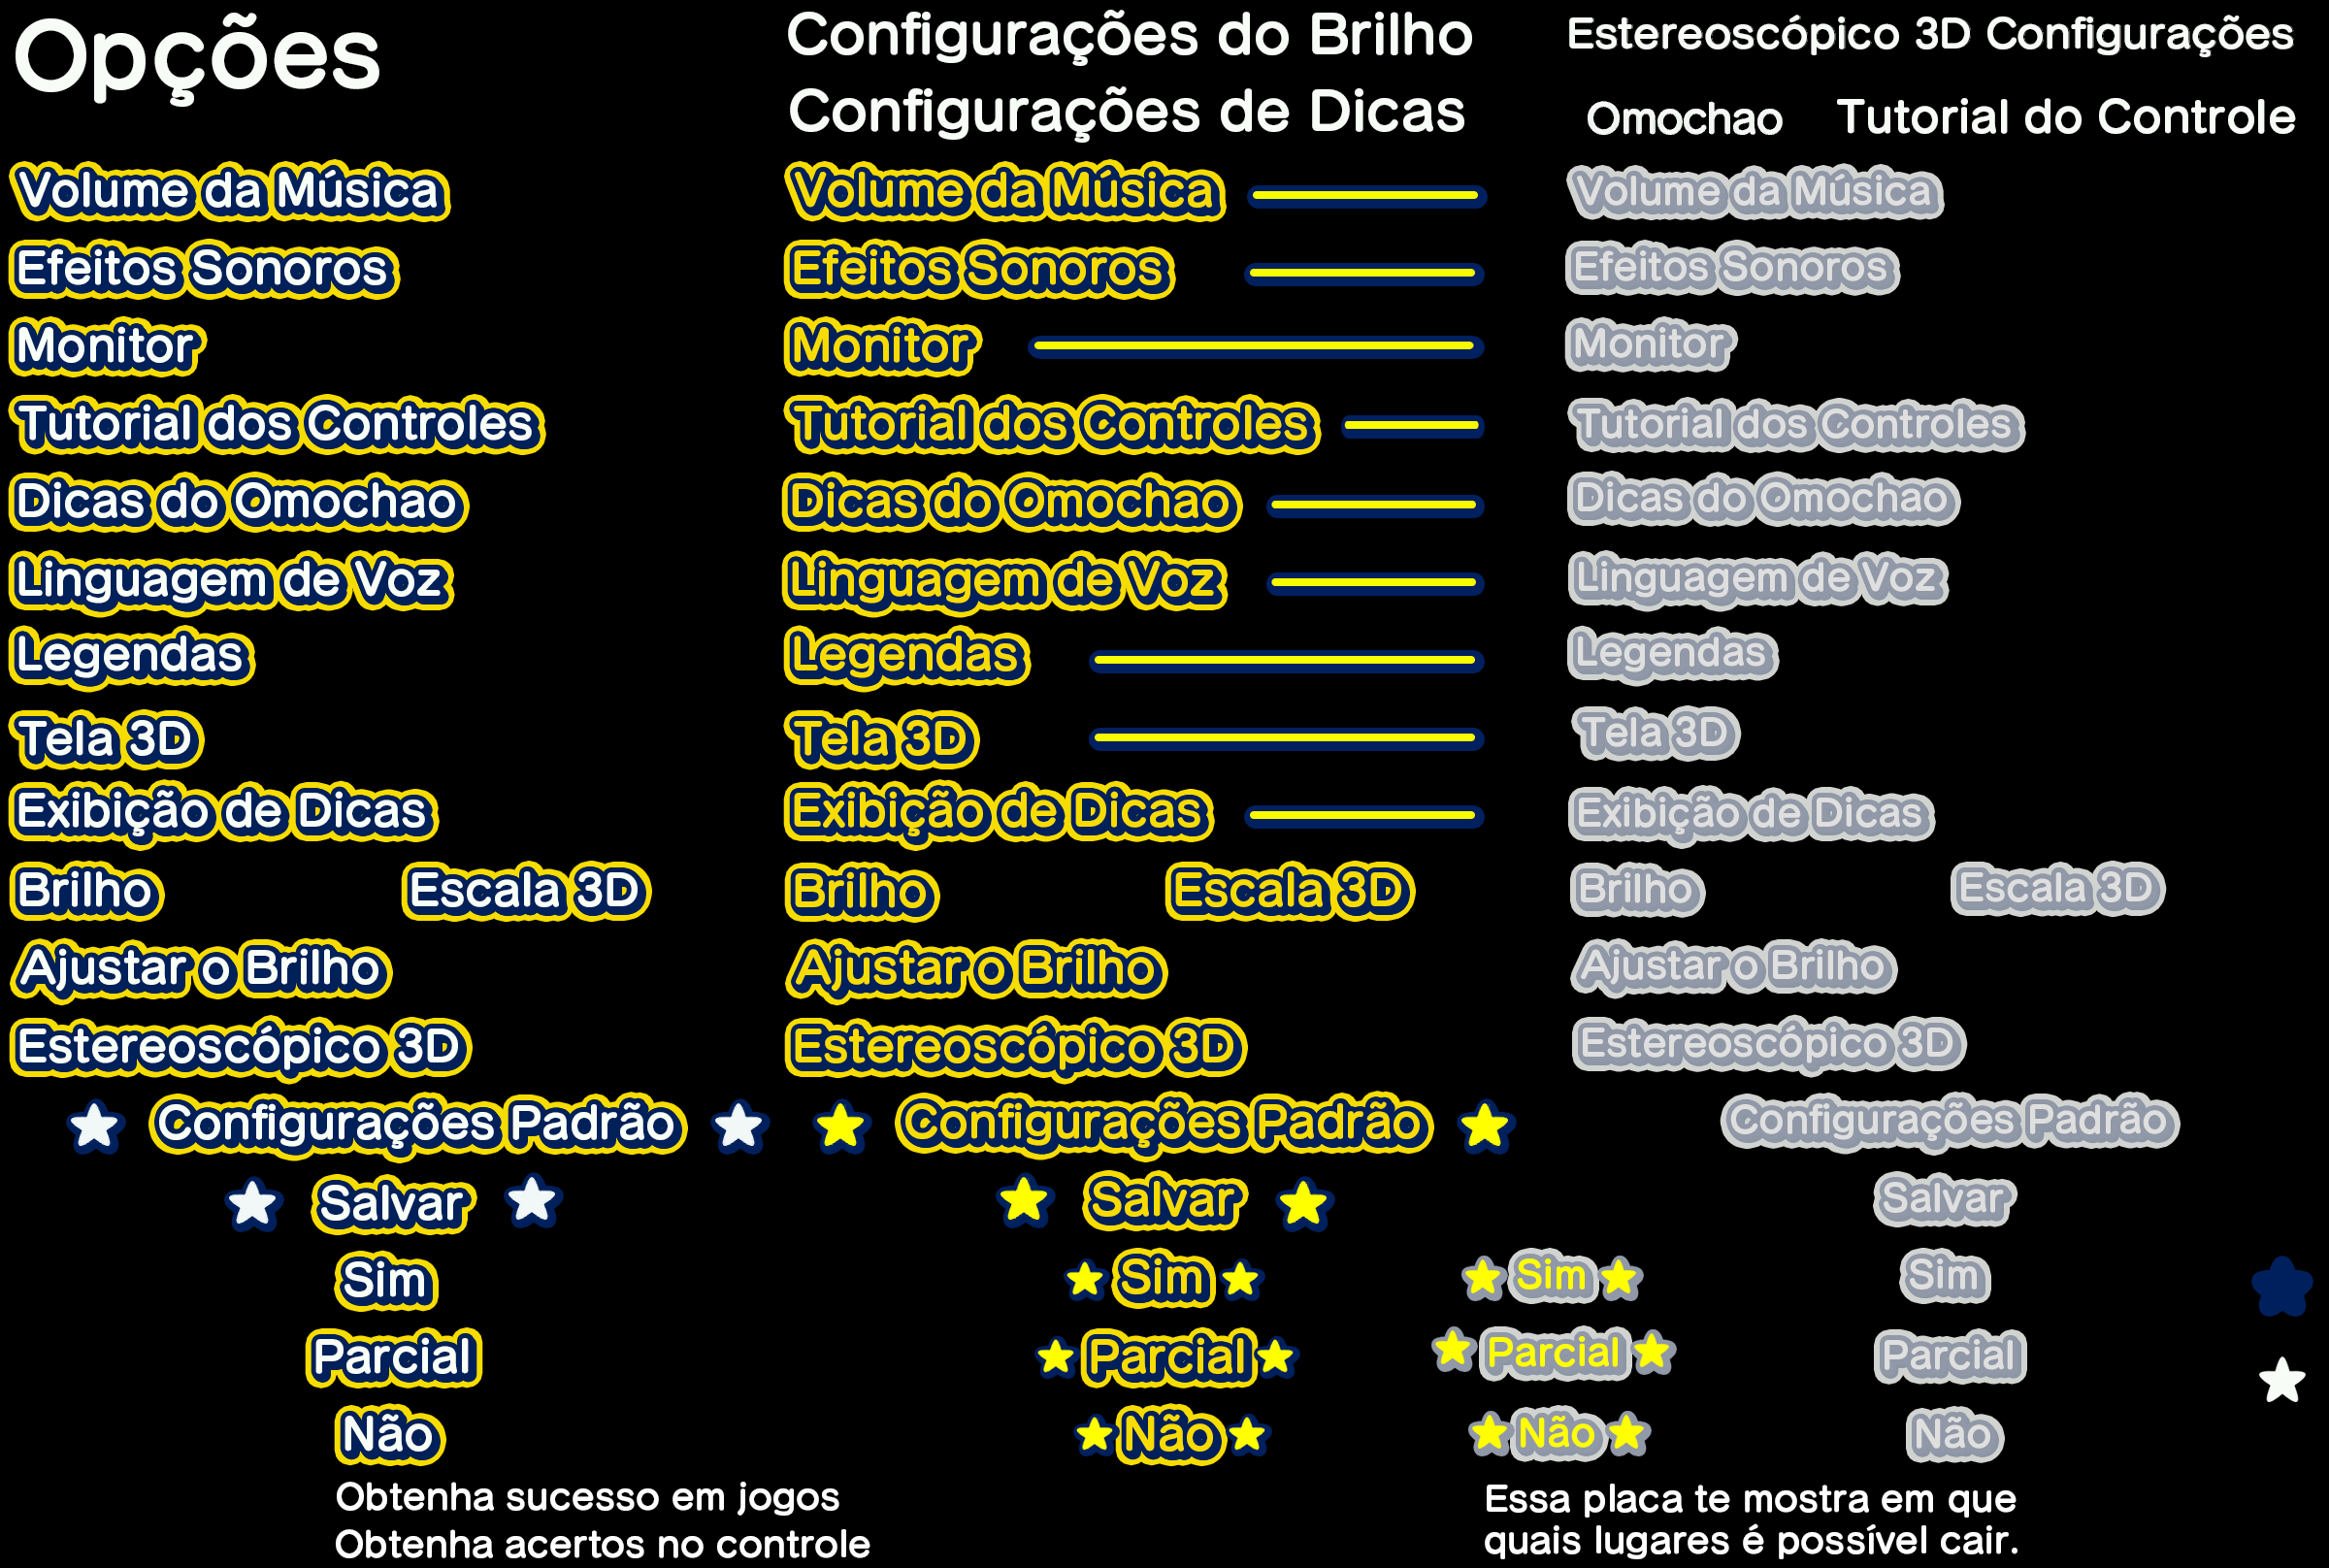 Opções Configurações do Brilho Estereoscópico 3D Configurações
Configurações de Dicas Omochao Tutorial do Controle
Volume da Música Volume da Música Volume da Música
Efeitos Sonoros Efeitos Sonoros Efeitos Sonoros
Monitor Monitor Monitor
Tutorial dos Controles Tutorial dos Controles Tutorial dos Controles
Dicas do Omochao Dicas do Omochao Dicas do Omochao
Linguagem de Voz Linguagem de Voz Linguagem de Voz
Legendas Legendas Legendas
Tela 3D Tela 3D Tela 3D
Exibição de Dicas Exibição de Dicas Exibição de Dicas
Brilho Escala 3D Brilho Escala 3D Brilho Escala 3D
Ajustar o Brilho Ajustar o Brilho Ajustar o Brilho
Estereoscópico 3D Estereoscópico 3D Estereoscópico 3D
Configurações Padrão Configurações Padrão Configurações Padrão
Salvar Salvar Salvar
Sim Sim Sim Sim
Parcial Parcial Parcial Parcial
Não Não Não Não
Obtenha sucesso em jogos
Obtenha acertos no controle
Essa placa te mostra em que
quais lugares é possível cair.